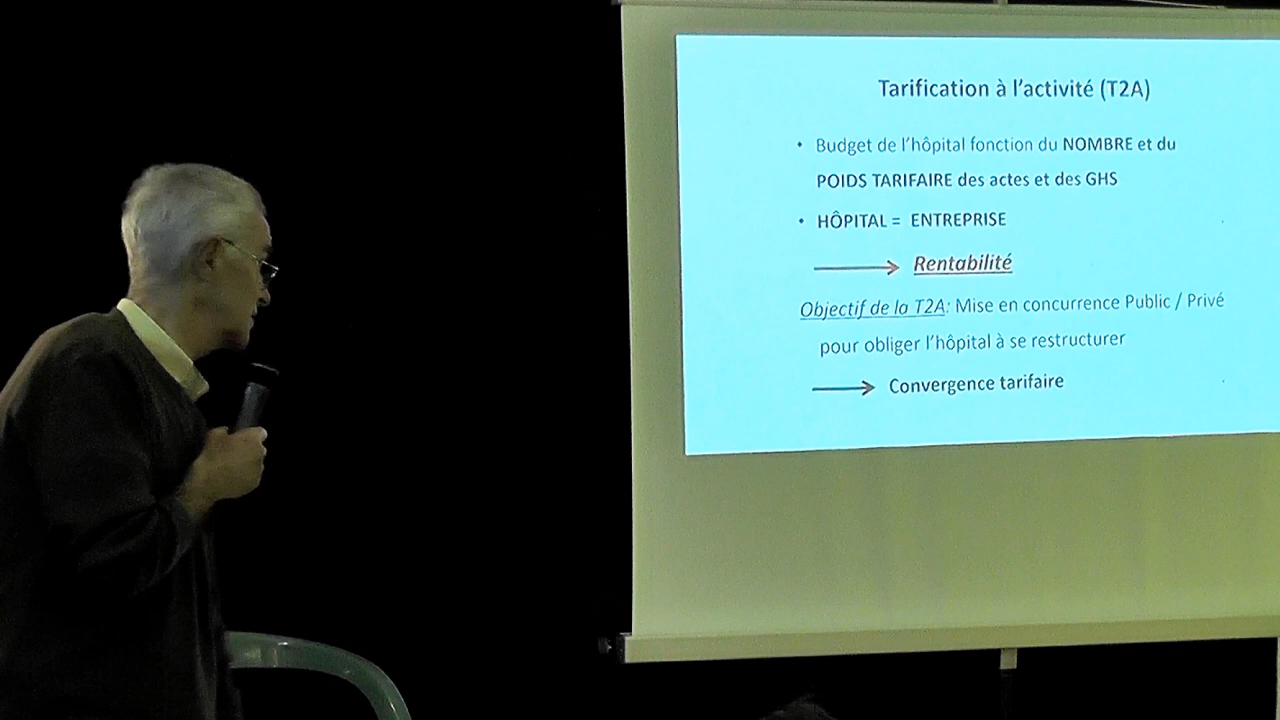 Tarification à l'activité (T2A)
• Budget de l'hôpital fonction du NOMBRE et du
POIDS TARIFAIRE des actes et des GHS
• HÔPITAL = ENTREPRISE
→ Rentabilité
Objectif de la T2A: Mise en concurrence Public / Privé
pour obliger l'hôpital à se restructurer
→ Convergence tarifaire